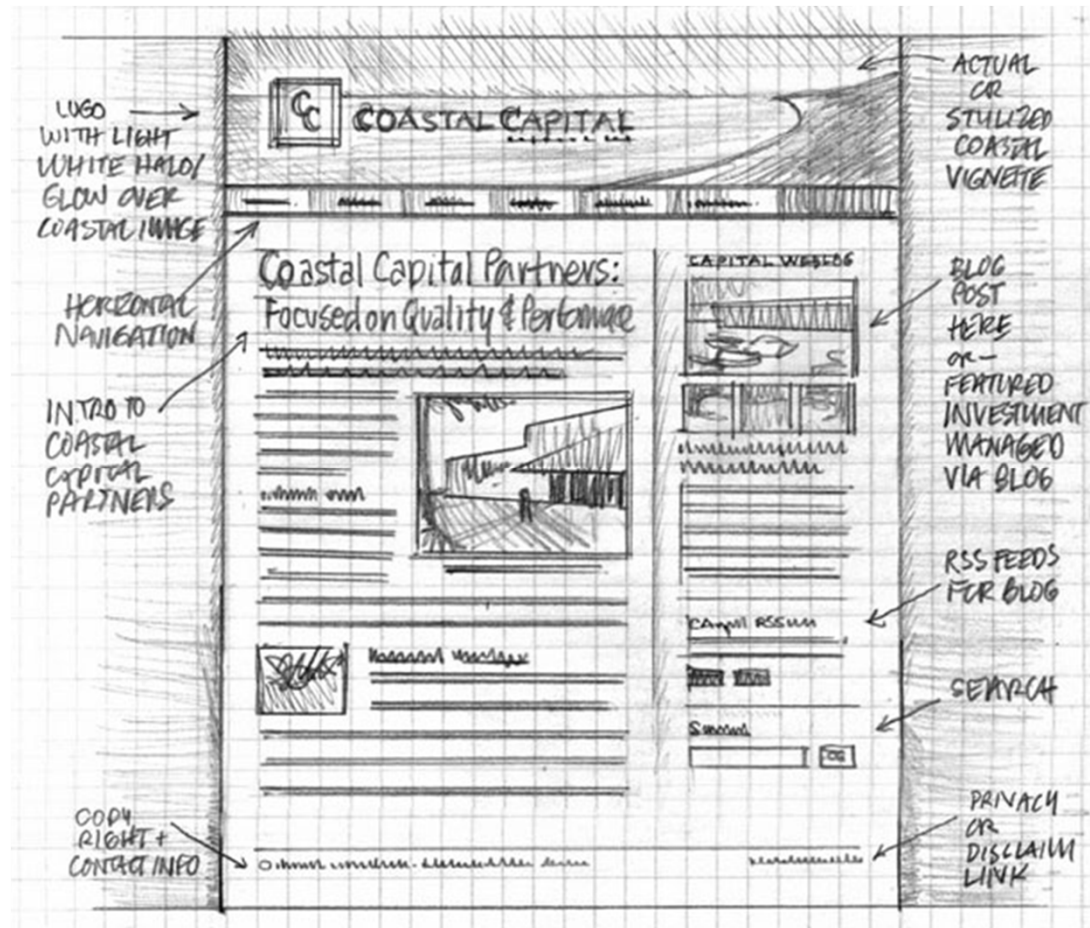 CC
COASTAL CAPITAL
LOGO
WITH LIGHT
WHITE HALO/
GLOW OVER
COASTAL IMAGE
HORIZONTAL
NAVIGATION
INTRO TO
COASTAL
CAPITAL
PARTNERS
COPY
RIGHT +
CONTACT INFO
Coastal Capital Partners:
Focused on Quality & Performance
CAPITAL WEBLOG
ACTUAL
OR
STYLIZED
COASTAL
VIGNETTE
BLOG
POST
HERE
or—
FEATURED
INVESTMENT
MANAGED
VIA BLOG
RSS FEEDS
FOR BLOG
SEARCH
PRIVACY
OR
DISCLAIM
LINK